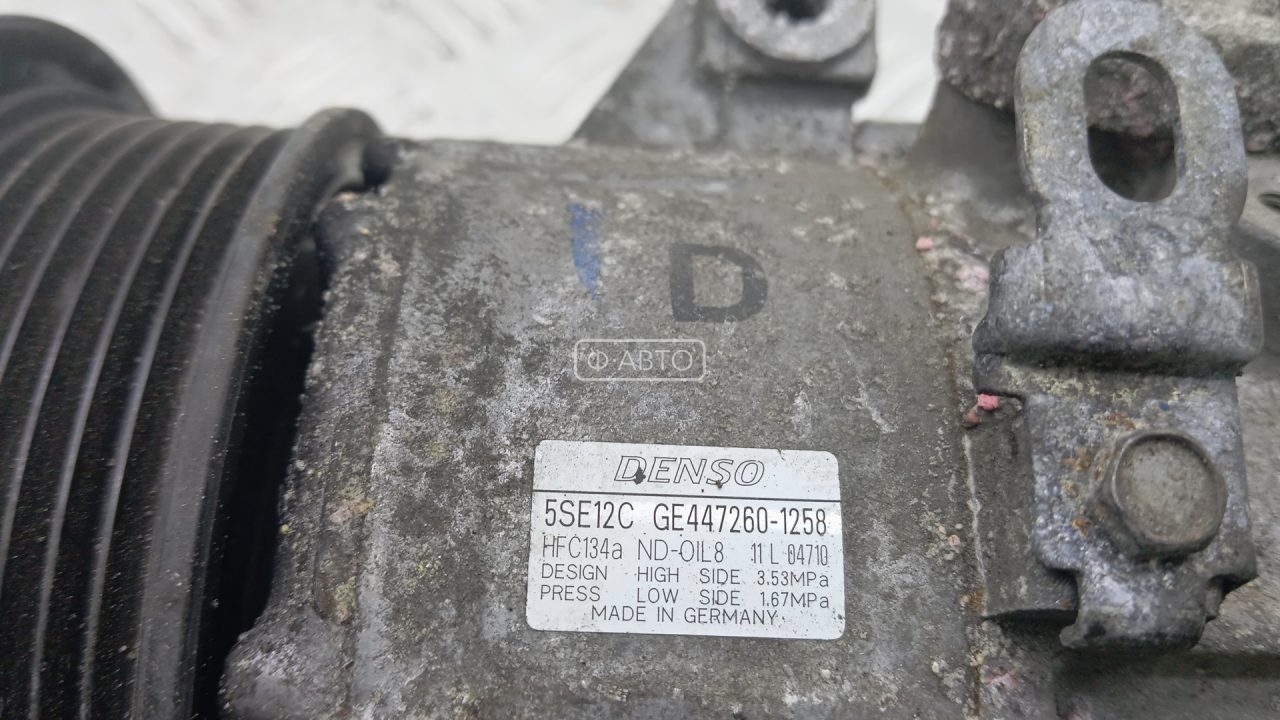 D
Ф-АВТО
DENSO
5SE12C GE447260-1258
HFC134a ND-OIL8 11 L 04710
DESIGN HIGH SIDE 3.53MPa
PRESS LOW SIDE 1.67MPa
MADE IN GERMANY